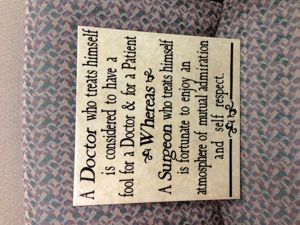 A Doctor who treats himself
is considered to have a
fool for a Doctor & for a Patient
Whereas
A Surgeon who treats himself
is fortunate to enjoy an
atmosphere of mutual admiration
and self respect.